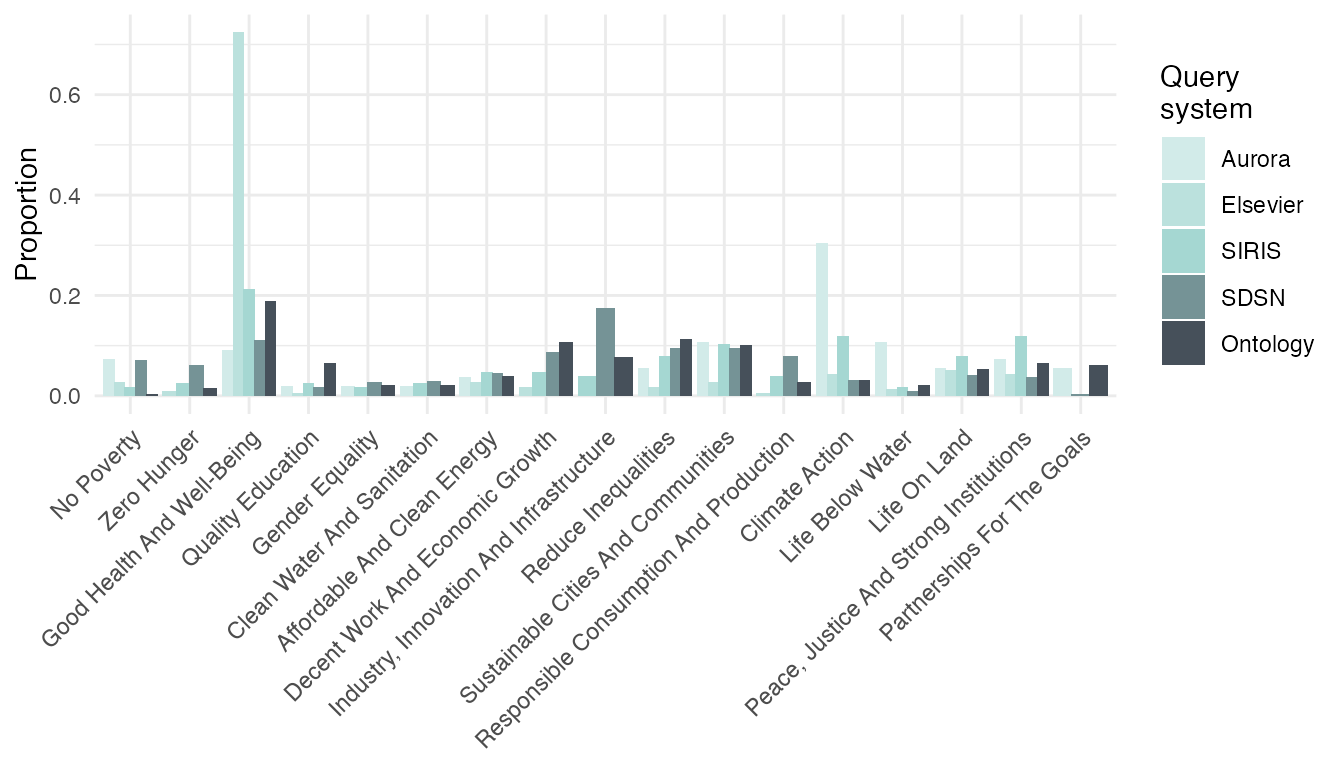 Proportion
0.6
0.4
0.2
0.0
No Poverty
Zero Hunger
Good Health And Well-Being
Quality Education
Gender Equality
Clean Water And Sanitation
Affordable And Clean Energy
Decent Work And Economic Growth
Industry, Innovation And Infrastructure
Reduce Inequalities
Sustainable Cities And Communities
Responsible Consumption And Production
Climate Action
Life Below Water
Life On Land
Peace, Justice And Strong Institutions
Partnerships For The Goals
Query
system
Aurora
Elsevier
SIRIS
SDSN
Ontology